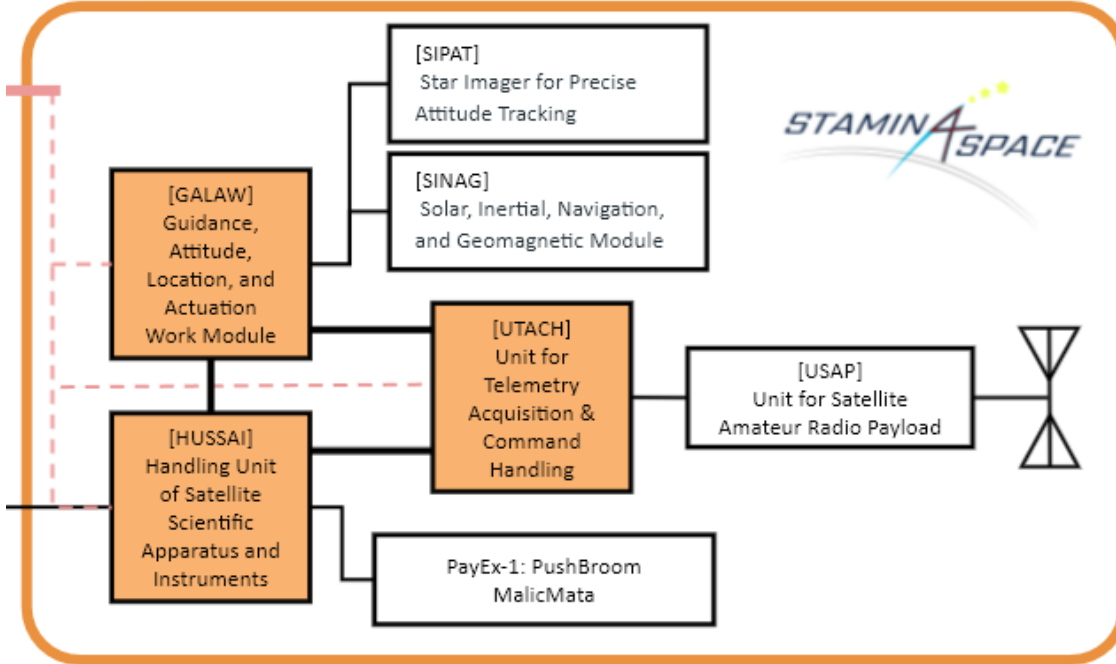 [SIPAT]
Star Imager for Precise
Attitude Tracking
STAMIN4
SPACE
[SINAG]
Solar, Inertial, Navigation,
and Geomagnetic Module
[GALAW]
Guidance,
Attitude,
Location, and
Actuation
Work Module
[UTACH]
Unit for
Telemetry
Acquisition &
Command
Handling
[USAP]
Unit for Satellite
Amateur Radio Payload
[HUSSAI]
Handling Unit
of Satellite
Scientific
Apparatus and
Instruments
PayEx-1: PushBroom
MalicMata